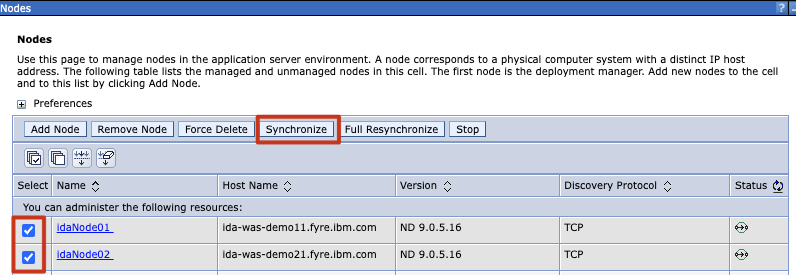 Nodes
?
Nodes
Use this page to manage nodes in the application server environment. A node corresponds to a physical computer system with a distinct IP host
address. The following table lists the managed and unmanaged nodes in this cell. The first node is the deployment manager. Add new nodes to the cell
and to this list by clicking Add Node.
Preferences
Add Node Remove Node Force Delete Synchronize Full Resynchronize Stop
Select Name Host Name Version Discovery Protocol Status
You can administer the following resources:
idaNode01 ida-was-demo11.fyre.ibm.com ND 9.0.5.16 TCP
idaNode02 ida-was-demo21.fyre.ibm.com ND 9.0.5.16 TCP